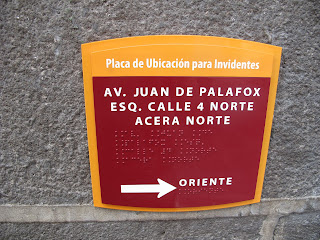 Placa de Ubicación para Invidentes
AV. JUAN DE PALAFOX
ESQ. CALLE 4 NORTE
ACERA NORTE
ORIENTE